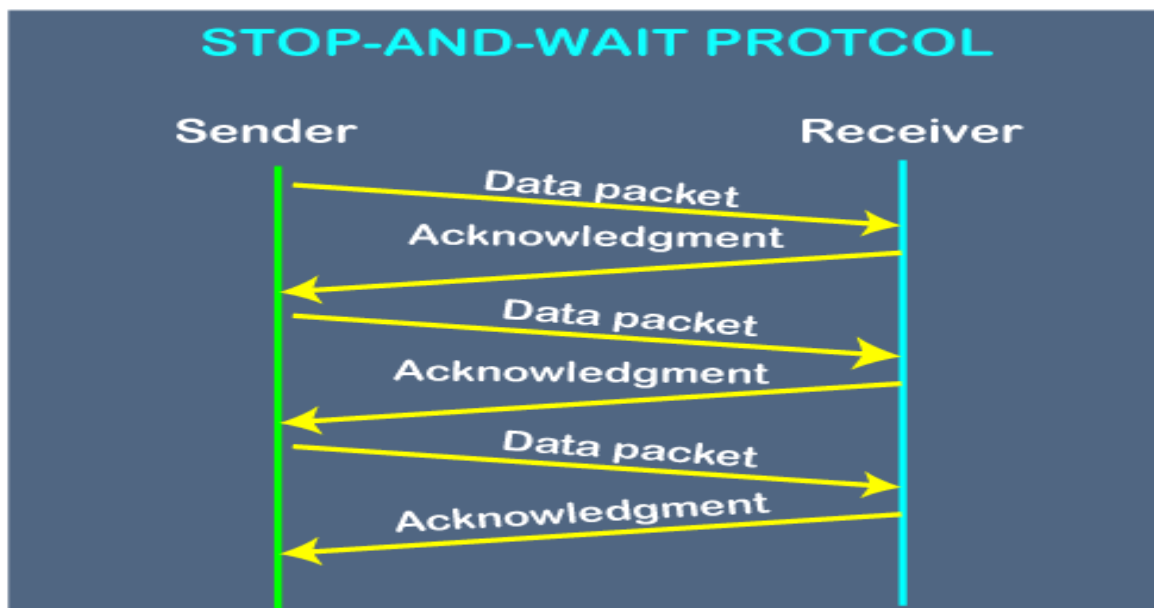 STOP-AND-WAIT PROTCOL
Sender
Receiver
Data packet
Acknowledgment
Data packet
Acknowledgment
Data packet
Acknowledgment